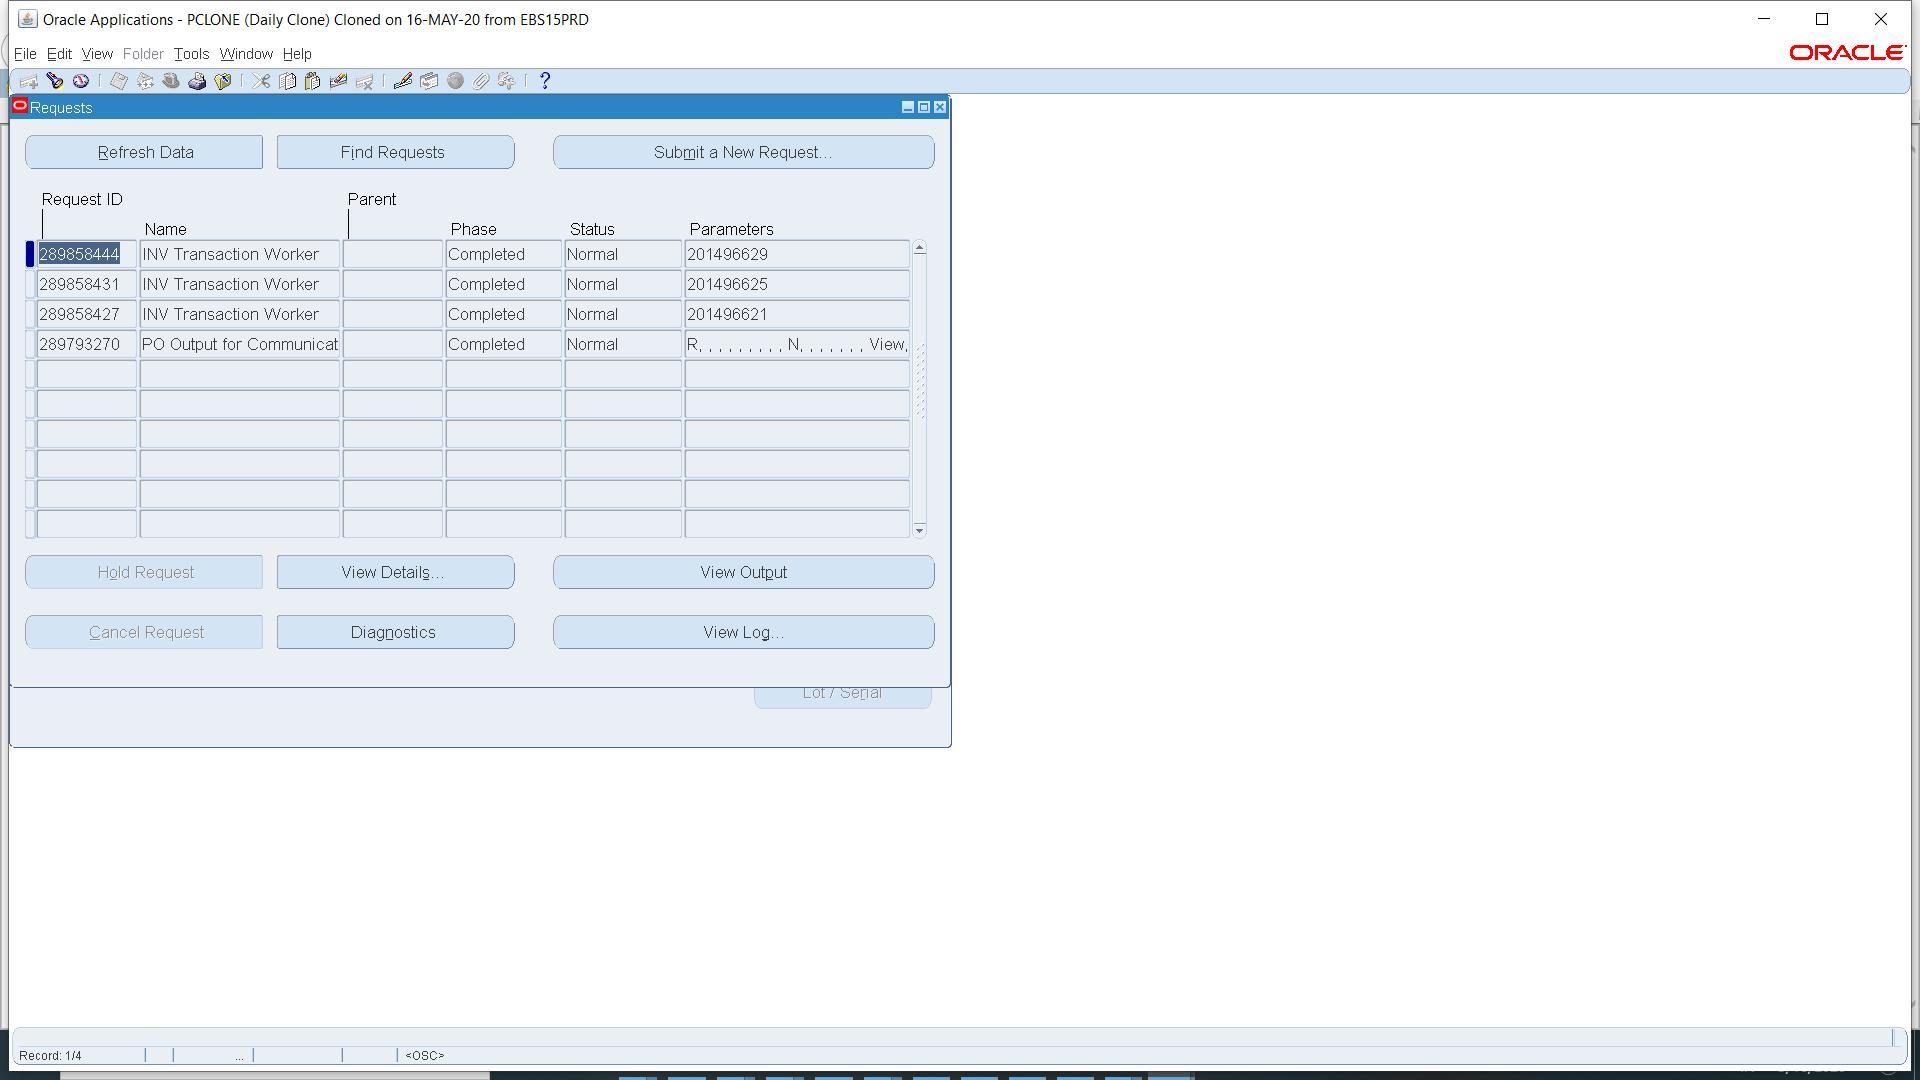 Oracle Applications - PCLONE (Daily Clone) Cloned on 16-MAY-20 from EBS15PRD
File Edit View Folder Tools Window Help
ORACLE
?
Requests
Refresh Data Find Requests Submit a New Request...
Request ID Parent
Name Phase Status Parameters
289858444 INV Transaction Worker Completed Normal 201496629
289858431 INV Transaction Worker Completed Normal 201496625
289858427 INV Transaction Worker Completed Normal 201496621
289793270 PO Output for Communicat Completed Normal R, , , , , , , , , N, , , , , , , View,
Hold Request View Details... View Output
Cancel Request Diagnostics View Log...
Lot / Serial
Record: 1/4 ... <OSC>